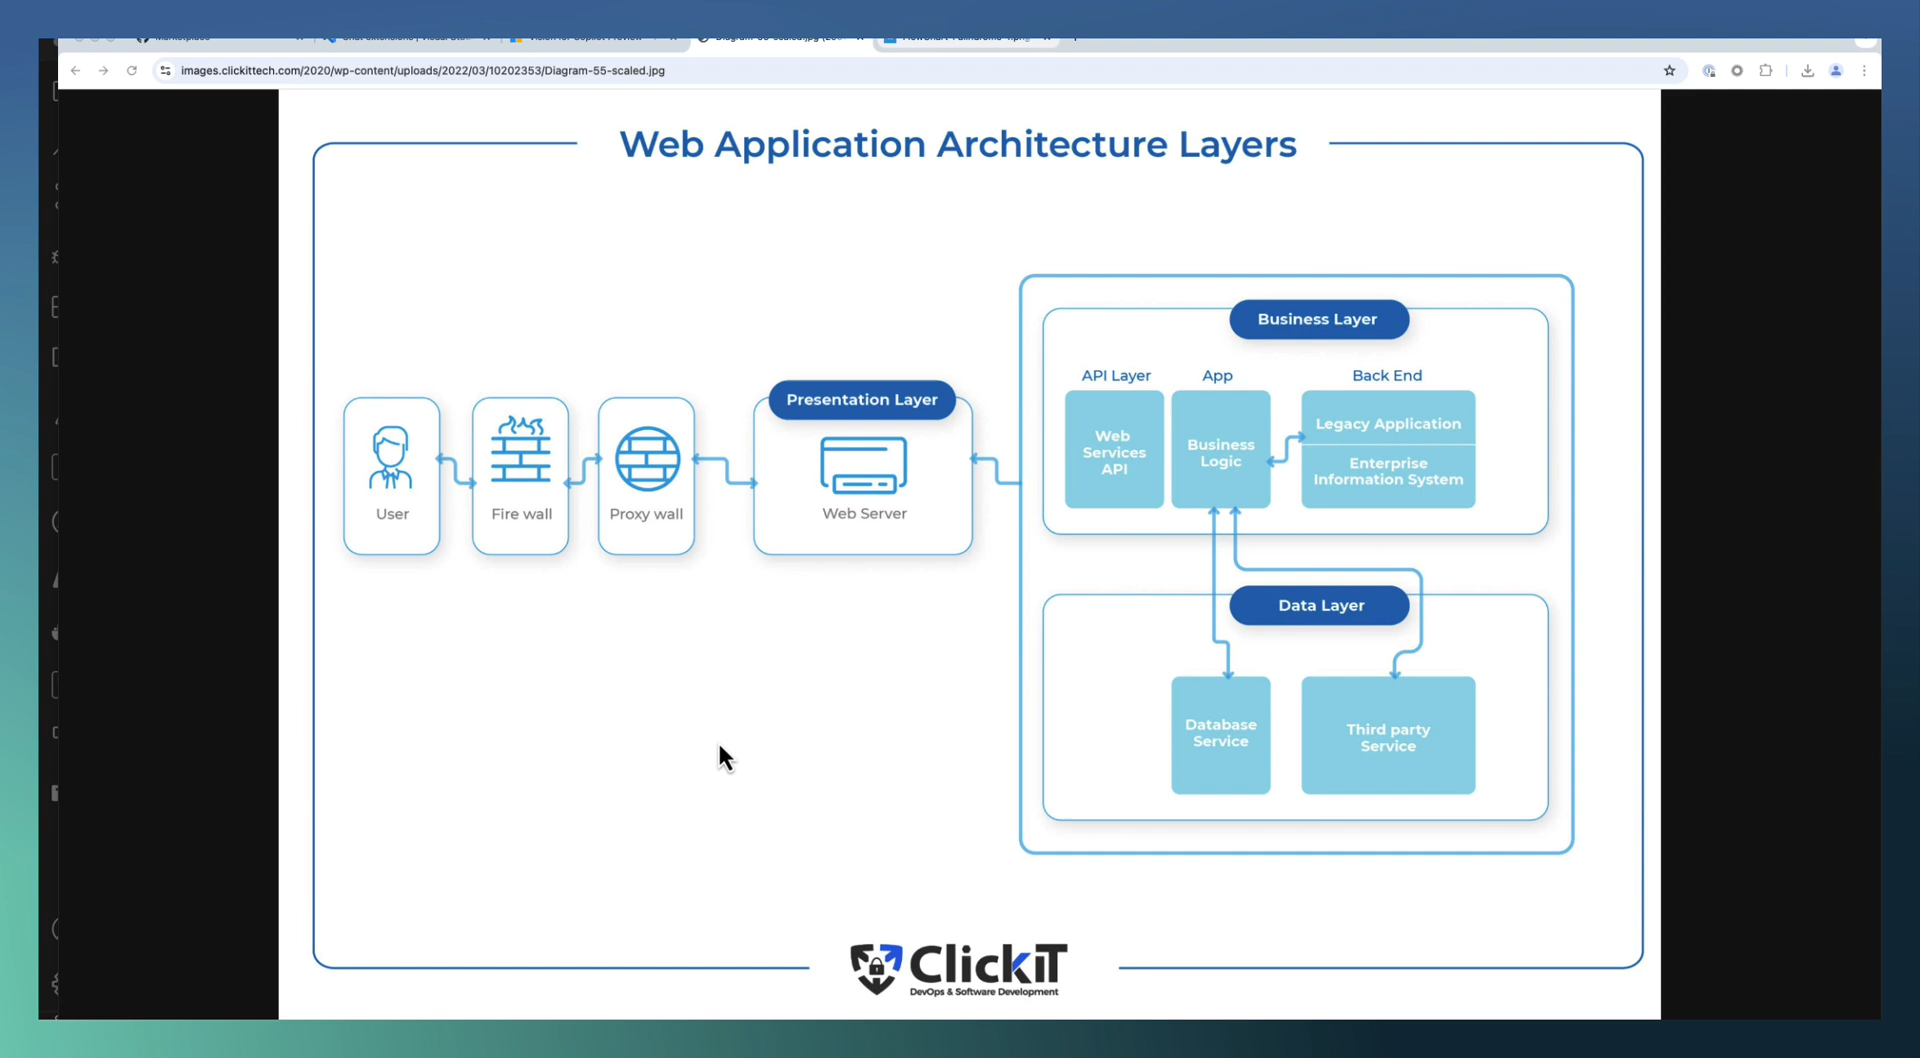 images.clickittech.com/2020/wp-content/uploads/2022/03/10202353/Diagram-55-scaled.jpg
Web Application Architecture Layers
Business Layer
API Layer
App
Back End
Web
Services
API
Business
Logic
Legacy Application
Enterprise
Information System
Presentation Layer
User
Fire wall
Proxy wall
Web Server
Data Layer
Database
Service
Third party
Service
ClickIT
DevOps & Software Development